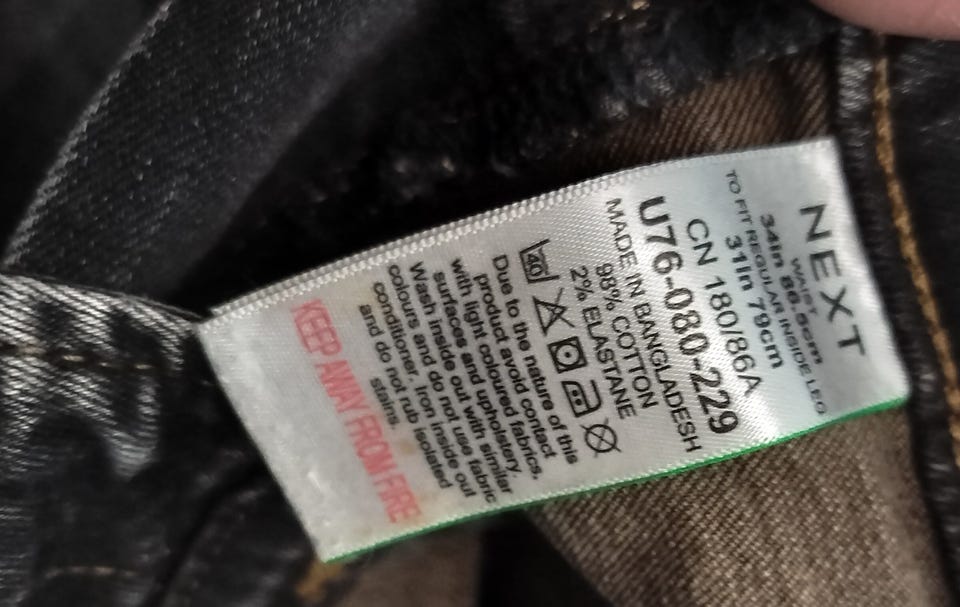 NEXT
WAIST
34in 86.5cm
TO FIT REGULAR INSIDE LEG
31in 79cm
CN 180/86A
U76-080-229
MADE IN BANGLADESH
98% COTTON
2% ELASTANE
40
Due to the nature of this
product avoid contact
with light coloured fabrics,
surfaces and upholstery.
Wash inside out with similar
colours and do not use fabric
conditioner. Iron inside out
and do not rub isolated
stains.
KEEP AWAY FROM FIRE